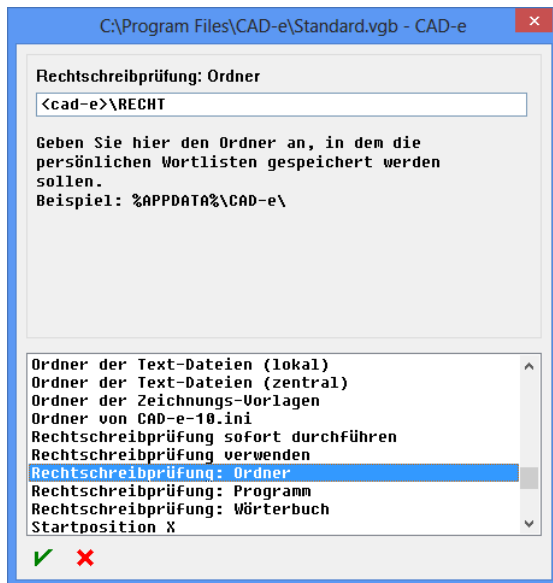 C:\Program Files\CAD-e\Standard.vgb - CAD-e
Rechtschreibprüfung: Ordner
<cad-e>\RECHT
Geben Sie hier den Ordner an, in dem die
persönlichen Wortlisten gespeichert werden
sollen.
Beispiel: %APPDATA%\CAD-e\
Ordner der Text-Dateien (lokal)
Ordner der Text-Dateien (zentral)
Ordner der Zeichnungs-Vorlagen
Ordner von CAD-e-10.ini
Rechtschreibprüfung sofort durchführen
Rechtschreibprüfung verwenden
Rechtschreibprüfung: Ordner
Rechtschreibprüfung: Programm
Rechtschreibprüfung: Wörterbuch
Startposition X